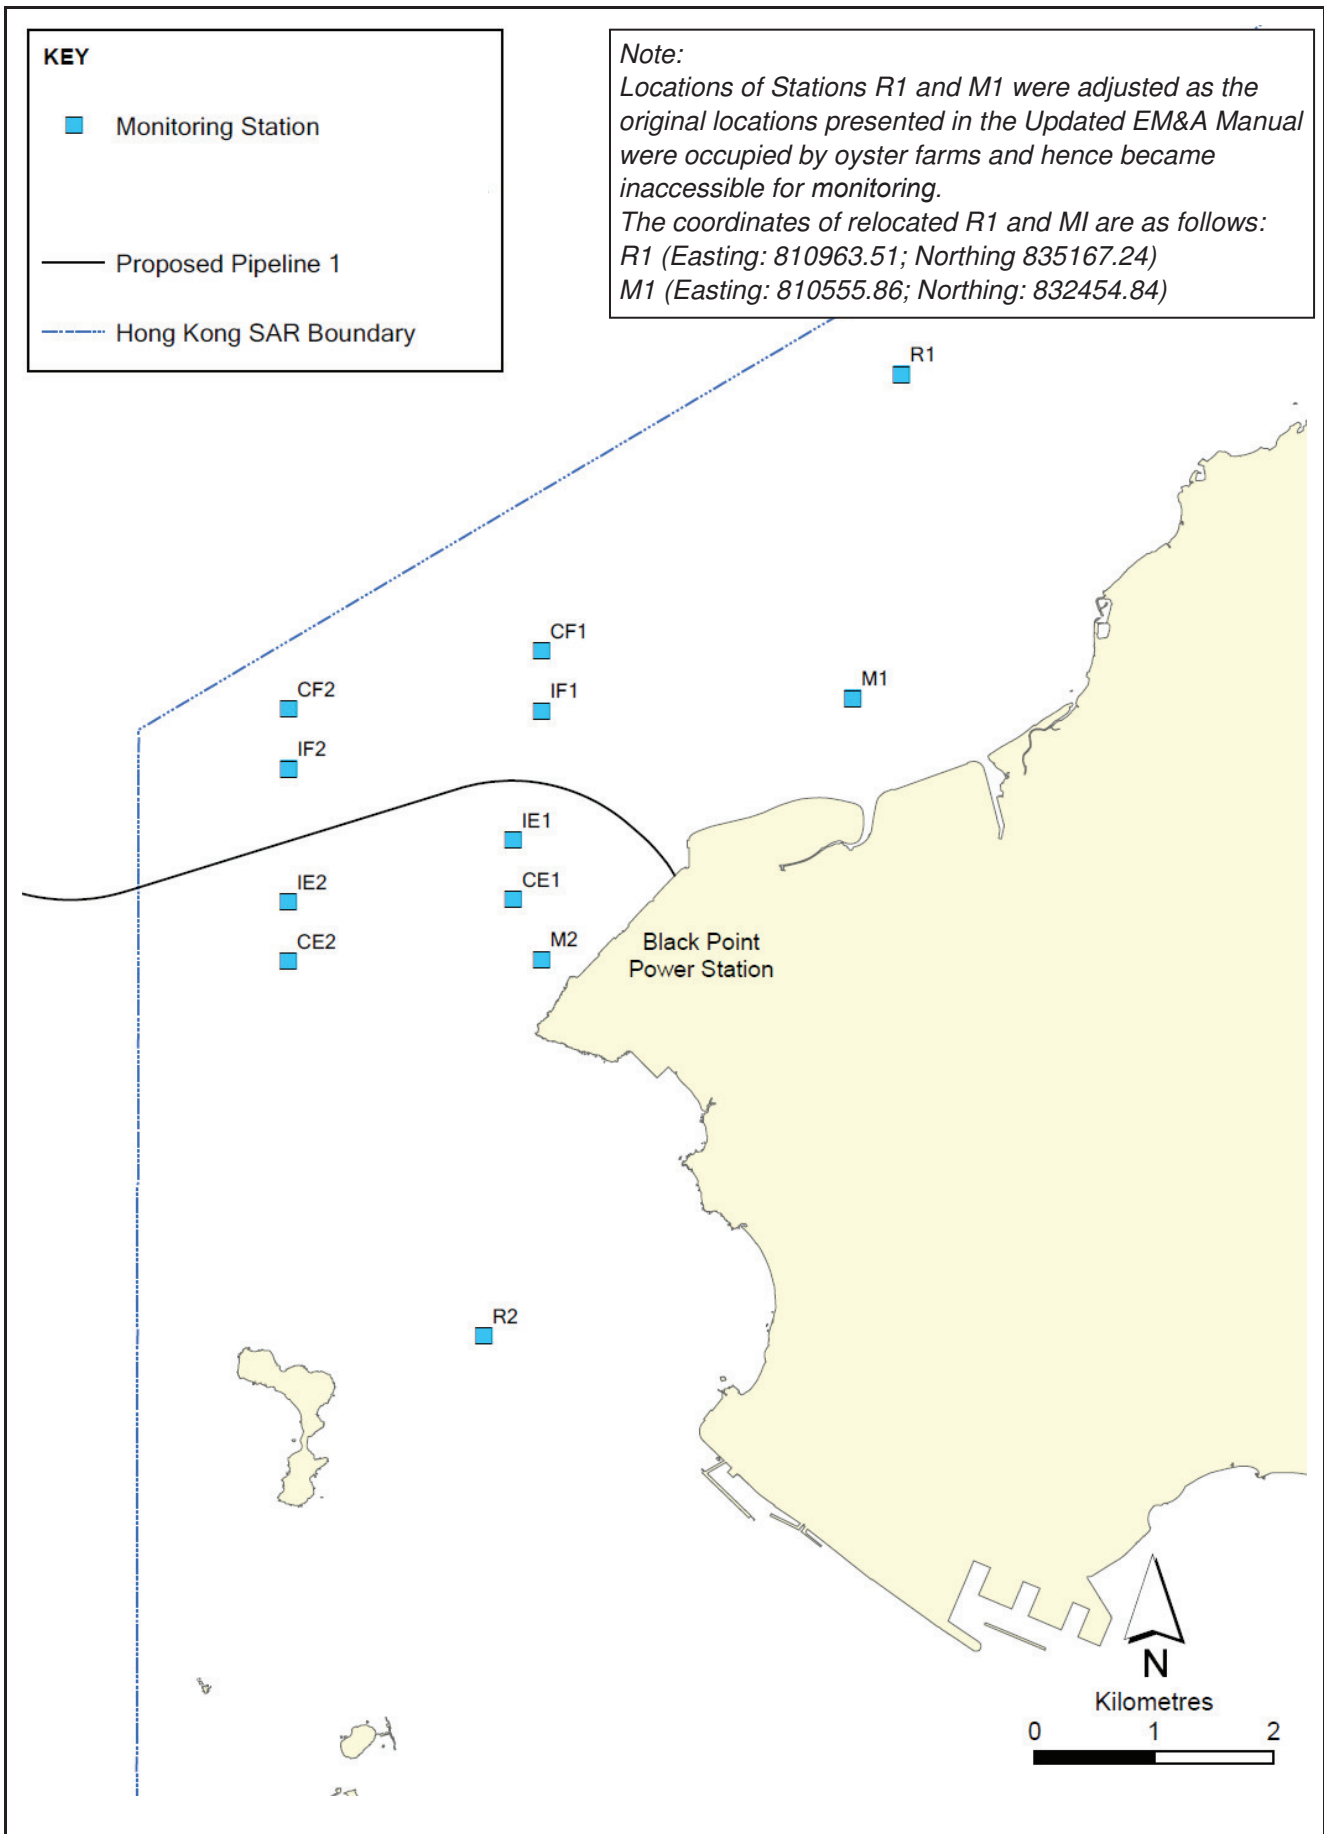 KEY
Monitoring Station
Proposed Pipeline 1
Hong Kong SAR Boundary
Note:
Locations of Stations R1 and M1 were adjusted as the
original locations presented in the Updated EM&A Manual
were occupied by oyster farms and hence became
inaccessible for monitoring.
The coordinates of relocated R1 and MI are as follows:
R1 (Easting: 810963.51; Northing 835167.24)
M1 (Easting: 810555.86; Northing: 832454.84)
R1
CF1
CF2
IF1
M1
IF2
IE1
IE2
CE1
CE2
M2
Black Point
Power Station
R2
N
Kilometres
0 1 2